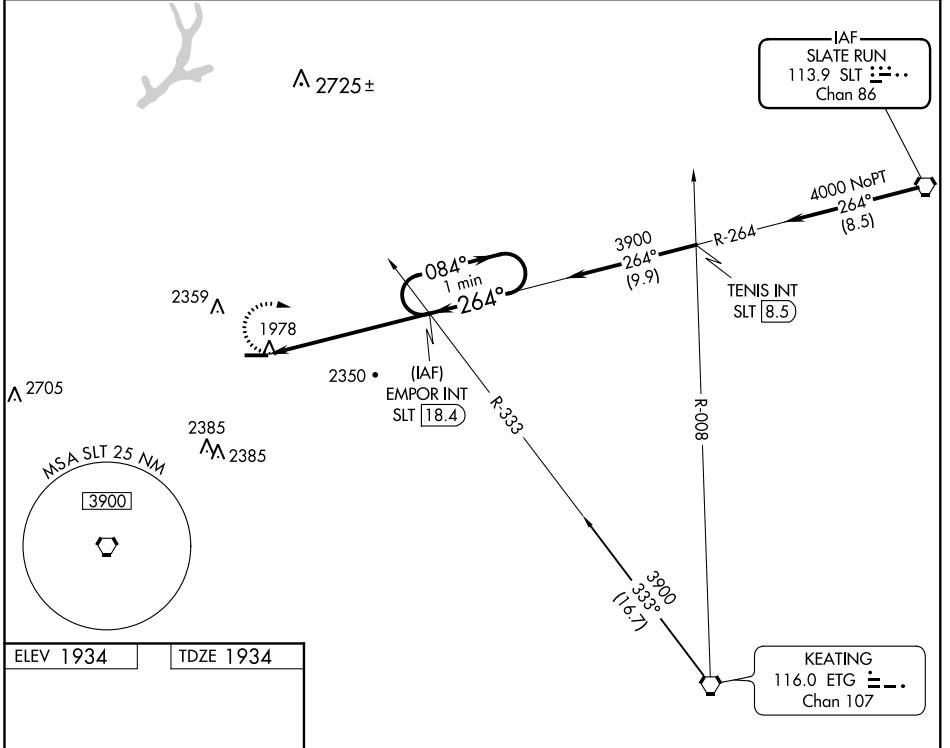 IAF
SLATE RUN
113.9 SLT
Chan 86
2725±
4000 NoPT
264°
(8.5)
R-264
3900
264°
(9.9)
TENIS INT
SLT 8.5
084°
1 min
264°
2359
1978
2350
(IAF)
EMPOR INT
SLT 18.4
2705
R-333
R-008
2385
2385
MSA SLT 25 NM
3900
3900
333°
(16.7)
ELEV 1934
TDZE 1934
KEATING
116.0 ETG
Chan 107